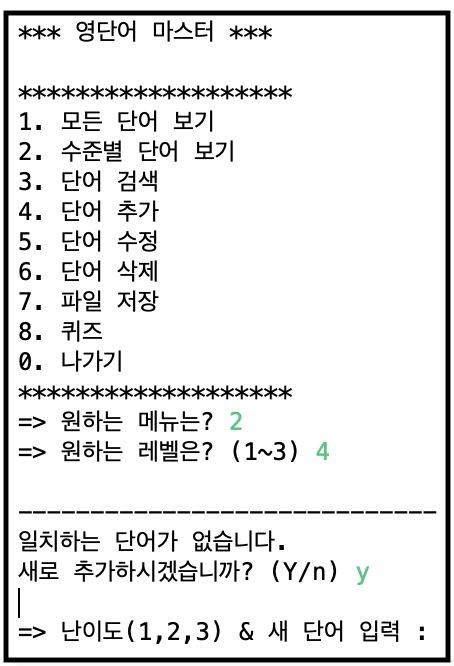 *** 영단어 마스터 ***
*******************
1. 모든 단어 보기
2. 수준별 단어 보기
3. 단어 검색
4. 단어 추가
5. 단어 수정
6. 단어 삭제
7. 파일 저장
8. 퀴즈
0. 나가기
*******************
=> 원하는 메뉴는? 2
=> 원하는 레벨은? (1~3) 4
-----------------------------
일치하는 단어가 없습니다.
새로 추가하시겠습니까? (Y/n) y
=> 난이도(1,2,3) & 새 단어 입력 :